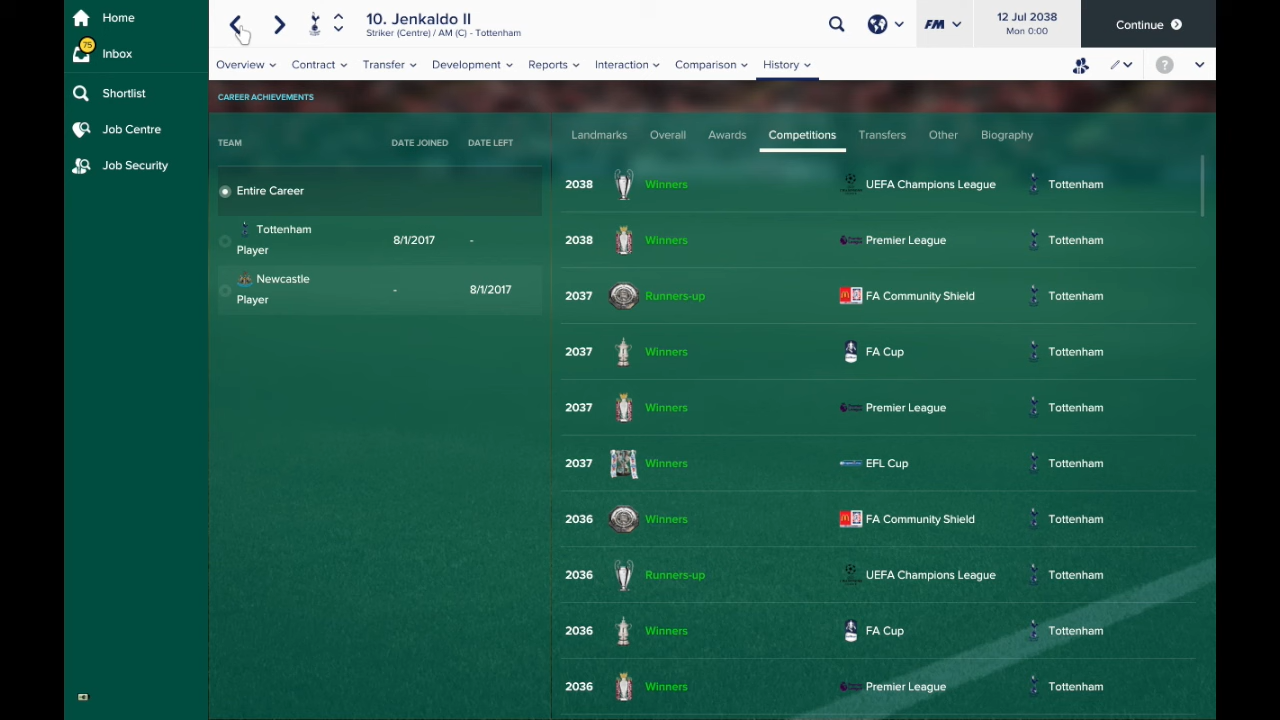 Home
75
Inbox
Shortlist
Job Centre
Job Security
10. Jenkaldo II
Striker (Centre) / AM (C) - Tottenham
FM
12 Jul 2038
Mon 0:00
Continue
Overview
Contract
Transfer
Development
Reports
Interaction
Comparison
History
?
CAREER ACHIEVEMENTS
TEAM DATE JOINED DATE LEFT
Entire Career
Tottenham
Player
8/1/2017 -
Newcastle
Player
- 8/1/2017
Landmarks Overall Awards Competitions Transfers Other Biography
2038 Winners UEFA Champions League Tottenham
2038 Winners Premier League Tottenham
2037 Runners-up FA Community Shield Tottenham
2037 Winners FA Cup Tottenham
2037 Winners Premier League Tottenham
2037 Winners EFL Cup Tottenham
2036 Winners FA Community Shield Tottenham
2036 Runners-up UEFA Champions League Tottenham
2036 Winners FA Cup Tottenham
2036 Winners Premier League Tottenham